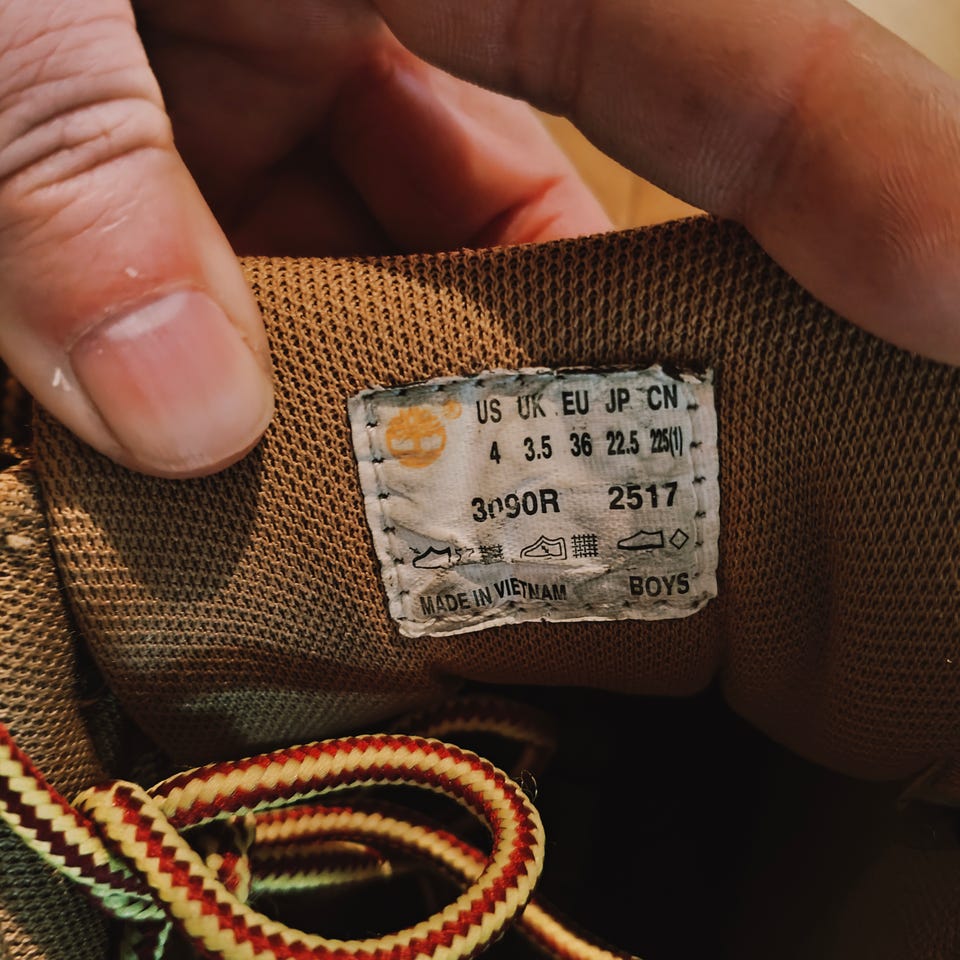 US UK EU JP CN
4 3.5 36 22.5 225(1)
3090R 2517
MADE IN VIETNAM BOYS